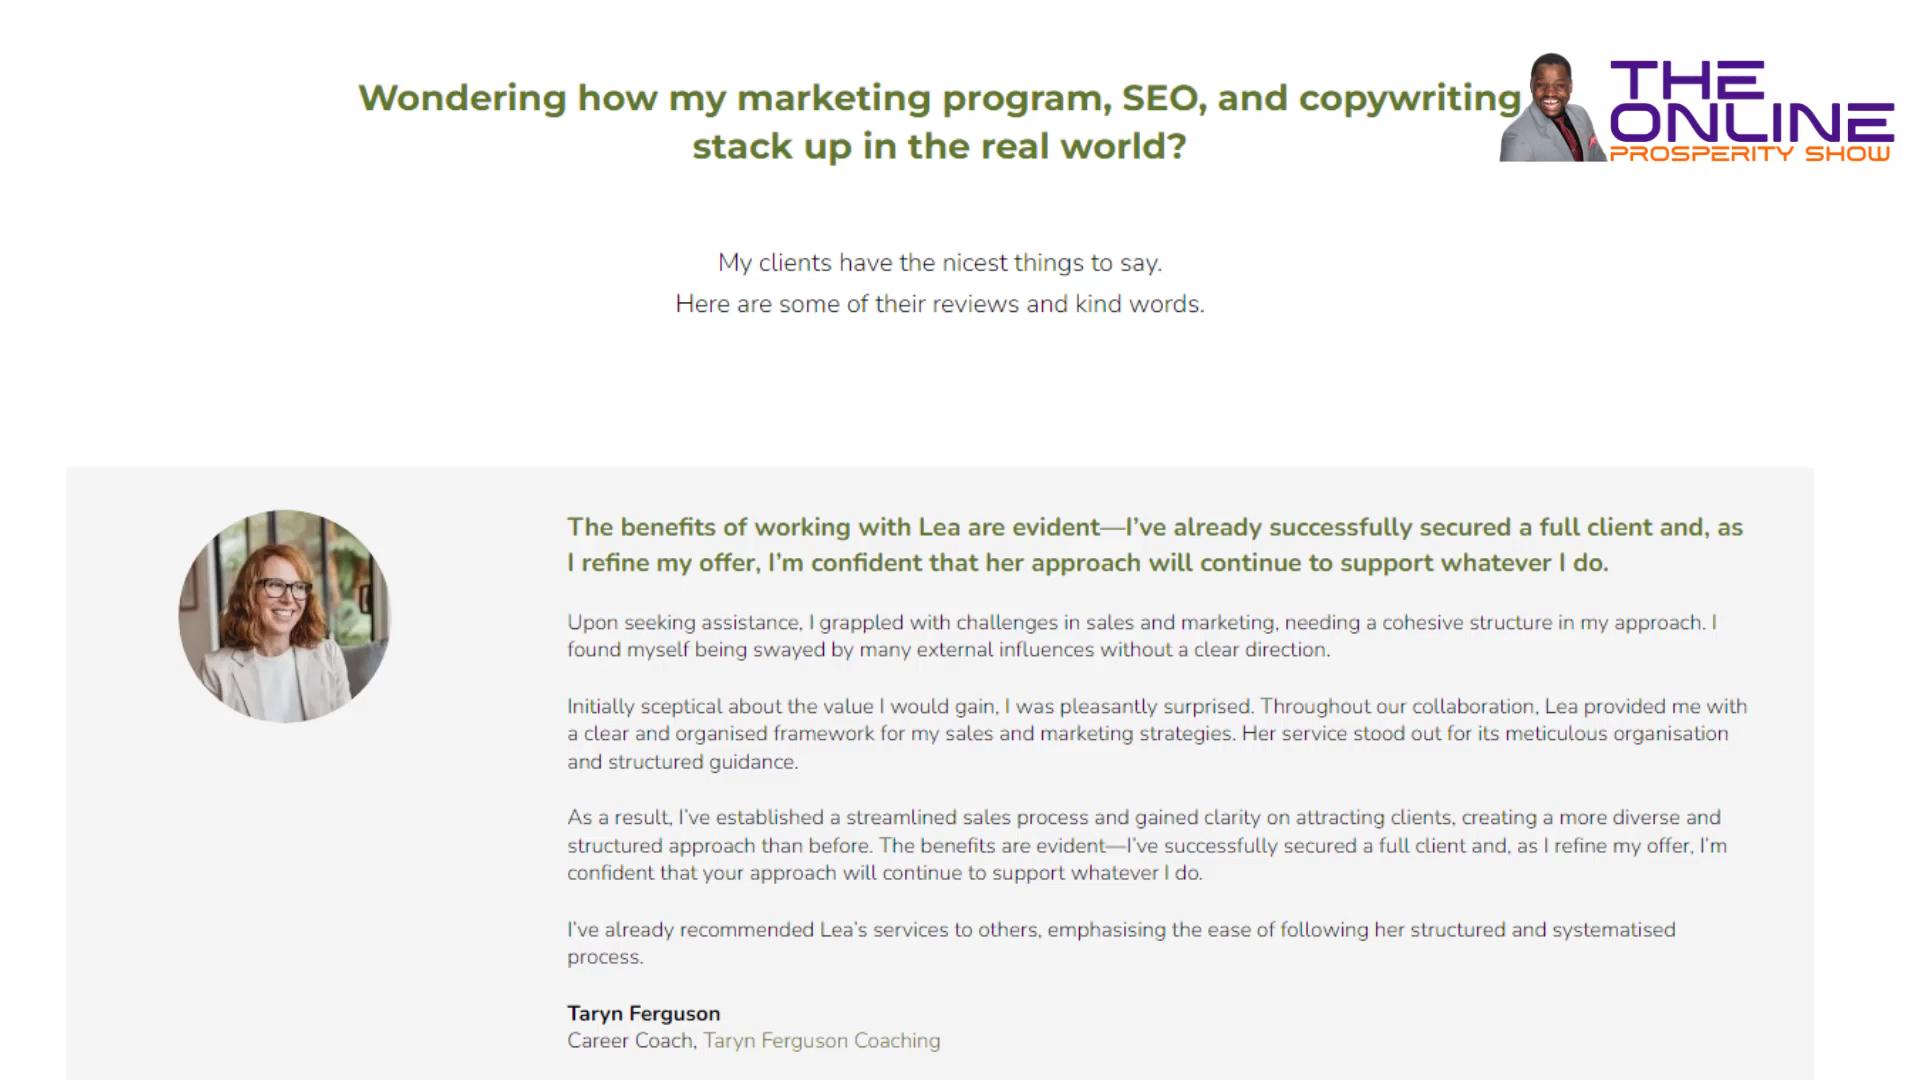 Wondering how my marketing program, SEO, and copywriting
stack up in the real world?
THE
ONLINE
PROSPERITY SHOW
My clients have the nicest things to say.
Here are some of their reviews and kind words.
The benefits of working with Lea are evident—I’ve already successfully secured a full client and, as
I refine my offer, I’m confident that her approach will continue to support whatever I do.
Upon seeking assistance, I grappled with challenges in sales and marketing, needing a cohesive structure in my approach. I
found myself being swayed by many external influences without a clear direction.
Initially sceptical about the value I would gain, I was pleasantly surprised. Throughout our collaboration, Lea provided me with
a clear and organised framework for my sales and marketing strategies. Her service stood out for its meticulous organisation
and structured guidance.
As a result, I’ve established a streamlined sales process and gained clarity on attracting clients, creating a more diverse and
structured approach than before. The benefits are evident—I’ve successfully secured a full client and, as I refine my offer, I’m
confident that your approach will continue to support whatever I do.
I’ve already recommended Lea’s services to others, emphasising the ease of following her structured and systematised
process.
Taryn Ferguson
Career Coach, Taryn Ferguson Coaching